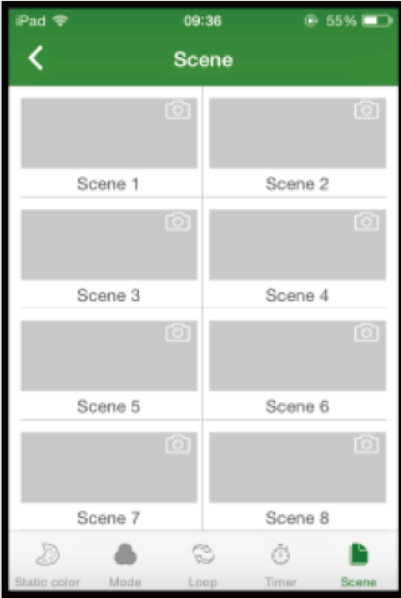 iPad 09:36 55%
Scene
Scene 1 Scene 2
Scene 3 Scene 4
Scene 5 Scene 6
Scene 7 Scene 8
Static color Mode Loop Timer Scene